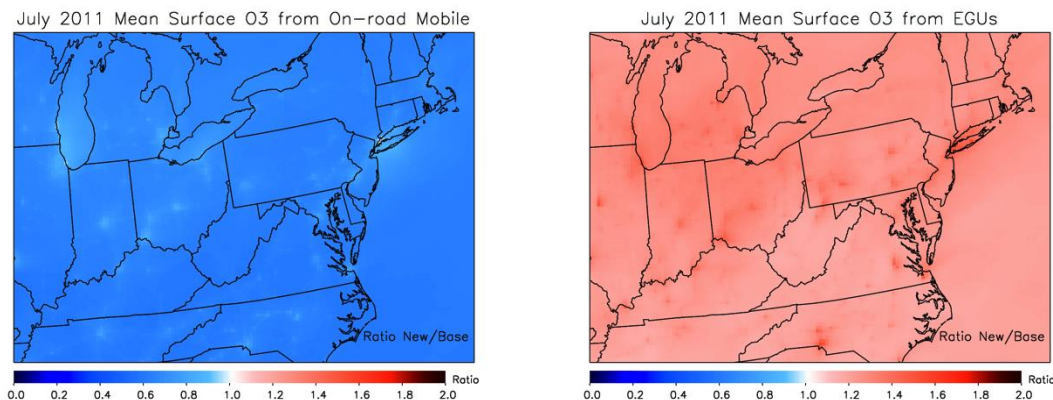 July 2011 Mean Surface O3 from On-road Mobile
Ratio New/Base
0.0 0.2 0.4 0.6 0.8 1.0 1.2 1.4 1.6 1.8 2.0 Ratio
July 2011 Mean Surface O3 from EGUs
Ratio New/Base
0.0 0.2 0.4 0.6 0.8 1.0 1.2 1.4 1.6 1.8 2.0 Ratio